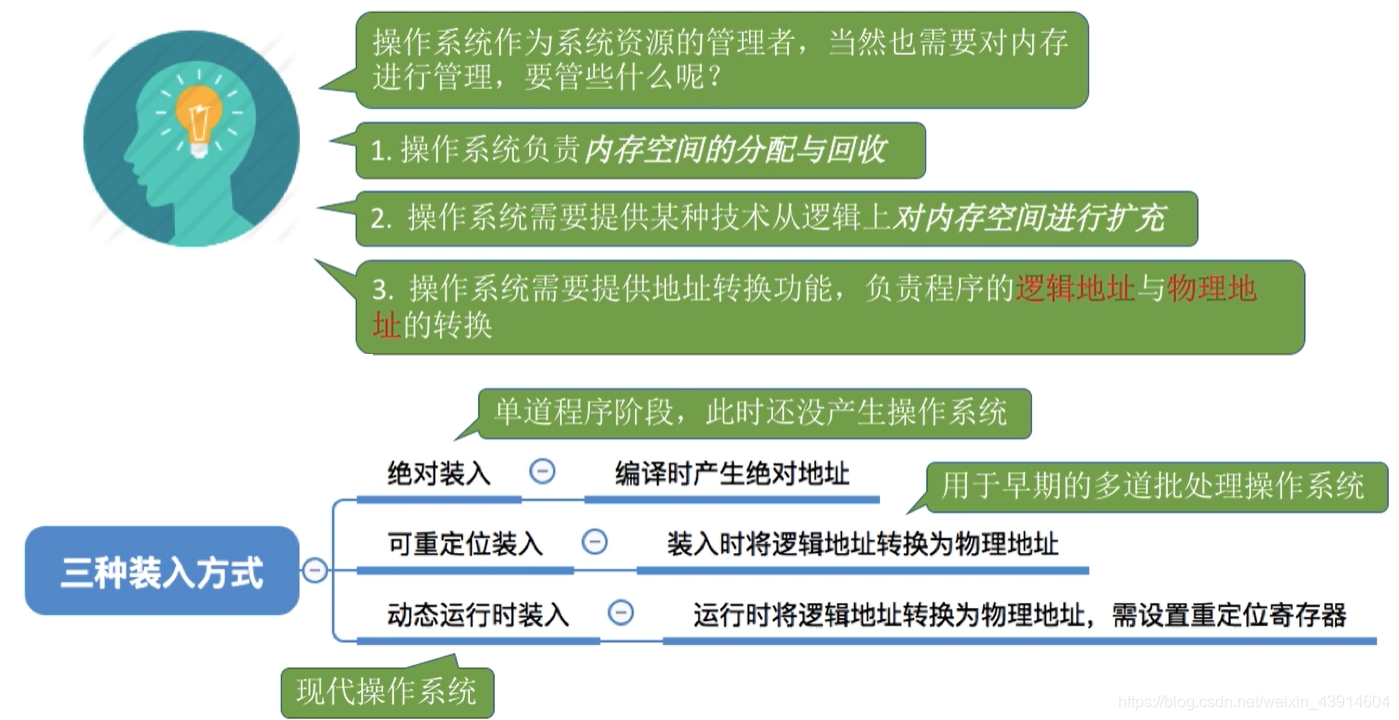 操作系统作为系统资源的管理者，当然也需要对内存
进行管理，要管些什么呢？
1. 操作系统负责内存空间的分配与回收
2. 操作系统需要提供某种技术从逻辑上对内存空间进行扩充
3. 操作系统需要提供地址转换功能，负责程序的逻辑地址与物理地
址的转换
单道程序阶段，此时还没产生操作系统
绝对装入
编译时产生绝对地址
用于早期的多道批处理操作系统
可重定位装入
装入时将逻辑地址转换为物理地址
三种装入方式
动态运行时装入
运行时将逻辑地址转换为物理地址，需设置重定位寄存器
现代操作系统
https://blog.csdn.net/weixin_43914604